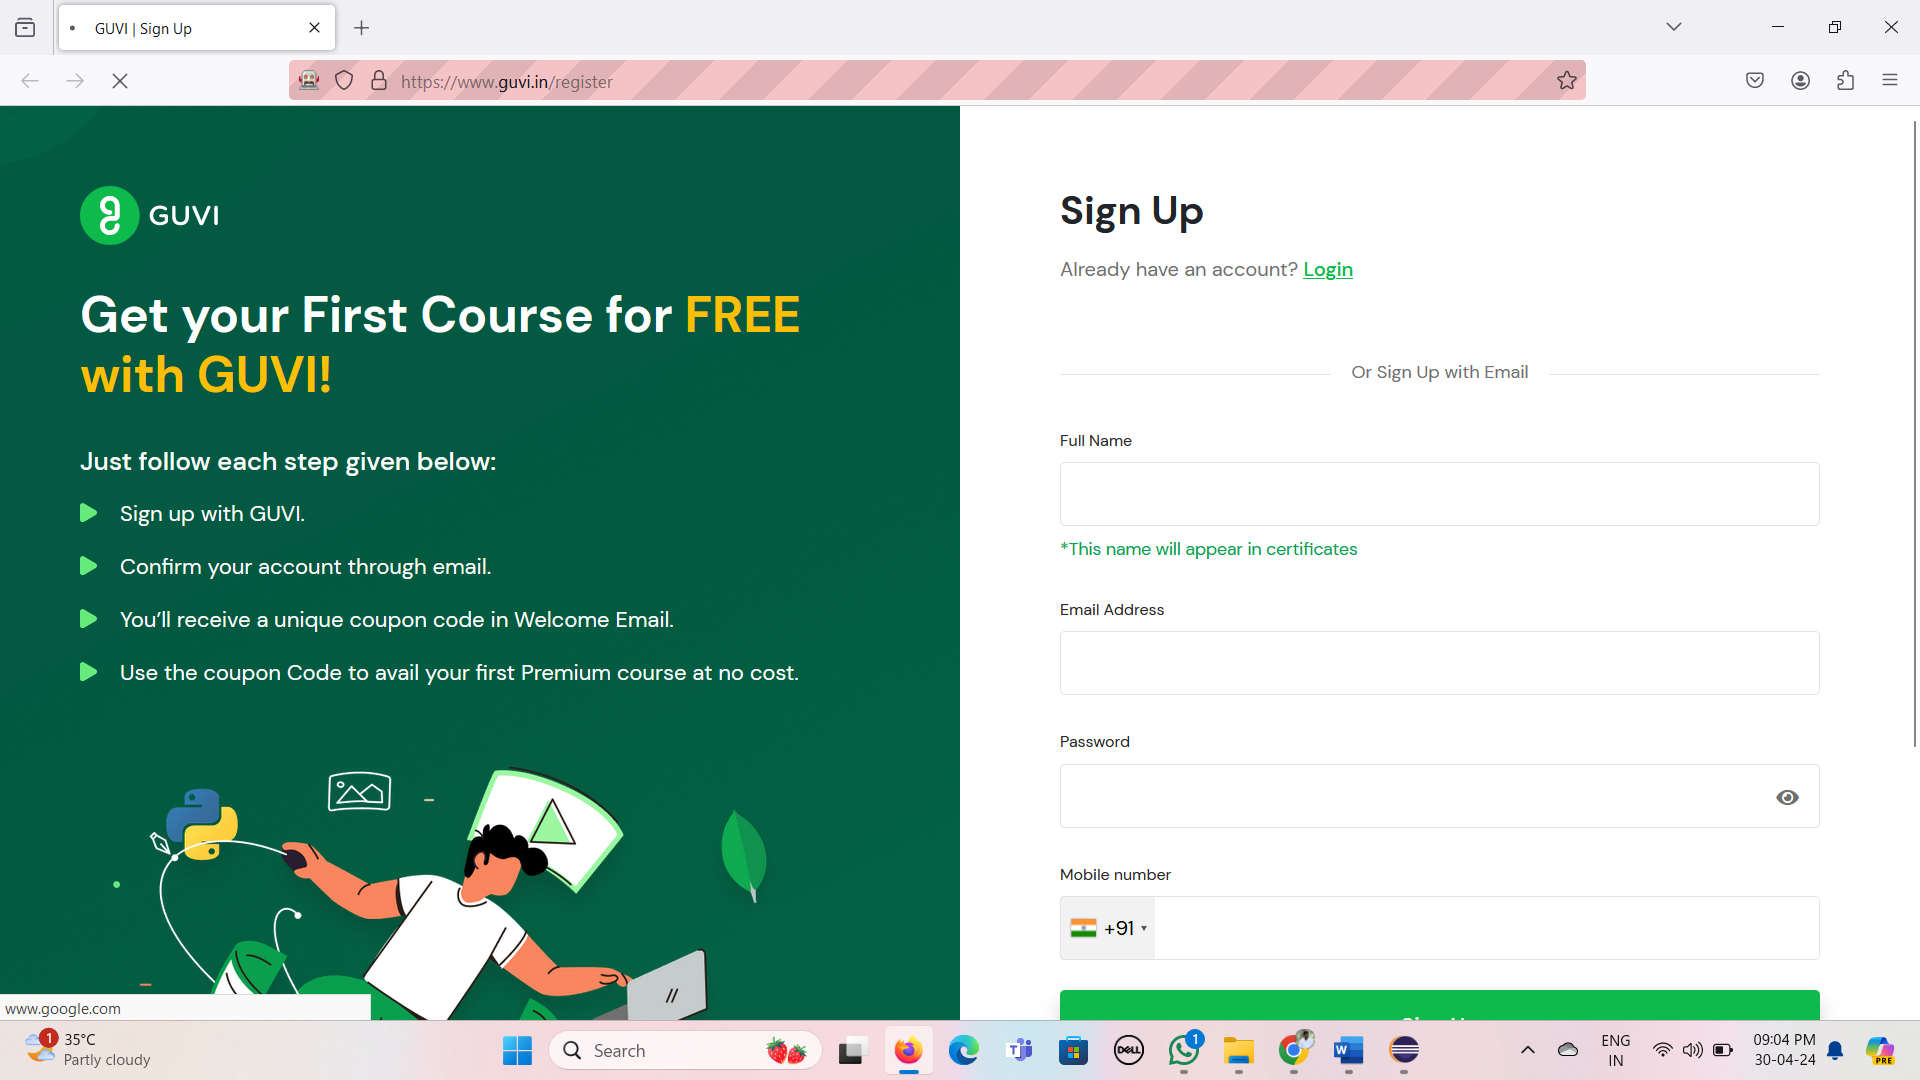 GUVI | Sign Up
https://www.guvi.in/register
GUVI
Get your First Course for FREE
with GUVI!
Just follow each step given below:
Sign up with GUVI.
Confirm your account through email.
You’ll receive a unique coupon code in Welcome Email.
Use the coupon Code to avail your first Premium course at no cost.
//
Sign Up
Already have an account? Login
Or Sign Up with Email
Full Name
*This name will appear in certificates
Email Address
Password
Mobile number
+91
www.google.com
1
35°C
Partly cloudy
Search
T
DELL
1
W
ENG
IN
09:04 PM
30-04-24
PRE